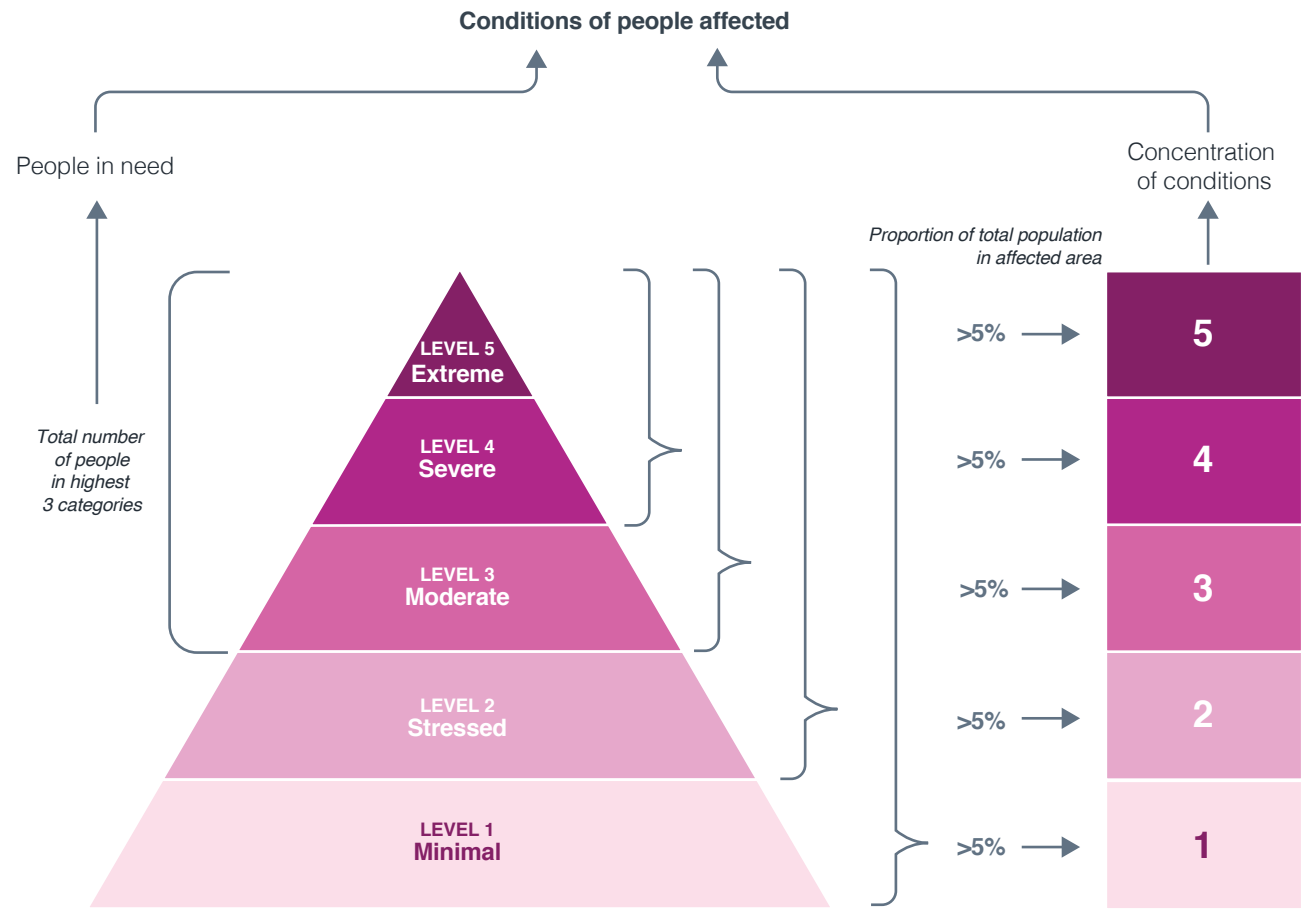 Conditions of people affected
People in need
Concentration
of conditions
Proportion of total population
in affected area
Total number
of people
in highest
3 categories
LEVEL 5
Extreme
>5%
5
LEVEL 4
Severe
>5%
4
LEVEL 3
Moderate
>5%
3
LEVEL 2
Stressed
>5%
2
LEVEL 1
Minimal
>5%
1